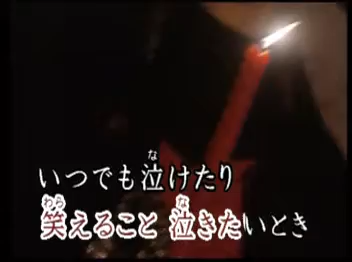 いつでも泣けたり
笑えること 泣きたいとき